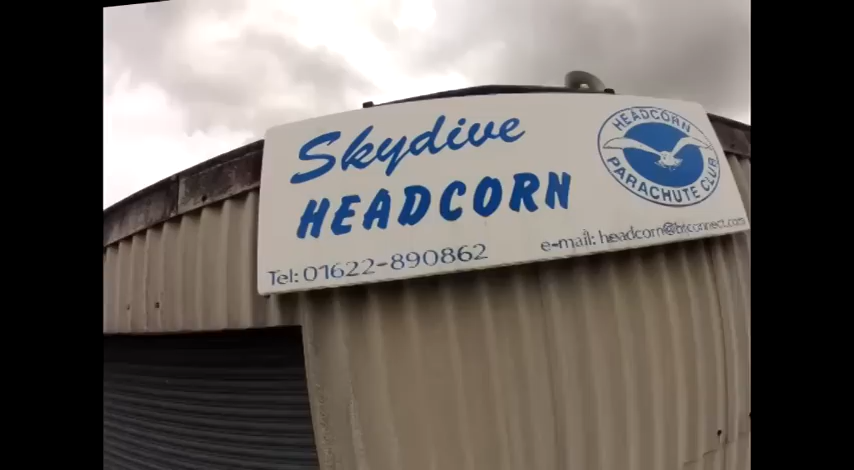 Skydive
HEADCORN
Tel: 01622-890862
e-mail: headcorn@btconnect.com
HEADCORN
PARACHUTE CLUB